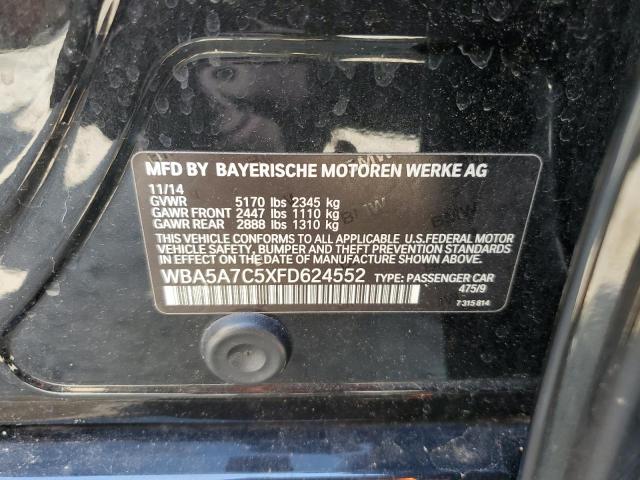 MFD BY BAYERISCHE MOTOREN WERKE AG
11/14
GVWR 5170 lbs 2345 kg
GAWR FRONT 2447 lbs 1110 kg
GAWR REAR 2888 lbs 1310 kg
THIS VEHICLE CONFORMS TO ALL APPLICABLE U.S.FEDERAL MOTOR
VEHICLE SAFETY, BUMPER AND THEFT PREVENTION STANDARDS
IN EFFECT ON THE DATE OF MANUFACTURE SHOWN ABOVE.
WBA5A7C5XFD624552 TYPE: PASSENGER CAR
475/9
7 315 814